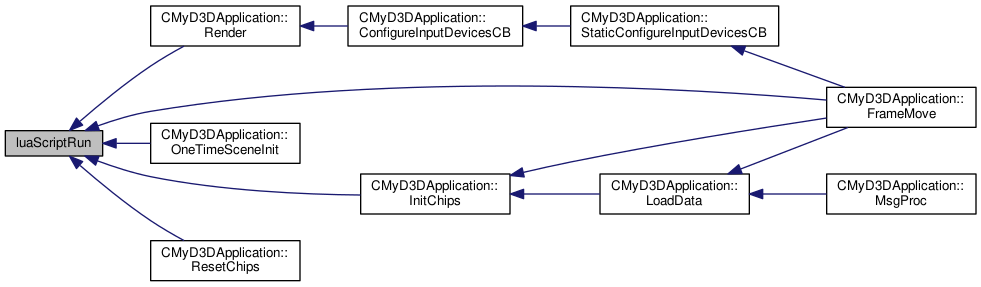 CMyD3DApplication::
Render
CMyD3DApplication::
ConfigureInputDevicesCB
CMyD3DApplication::
StaticConfigureInputDevicesCB
CMyD3DApplication::
FrameMove
luaScriptRun
CMyD3DApplication::
OneTimeSceneInit
CMyD3DApplication::
InitChips
CMyD3DApplication::
LoadData
CMyD3DApplication::
MsgProc
CMyD3DApplication::
ResetChips